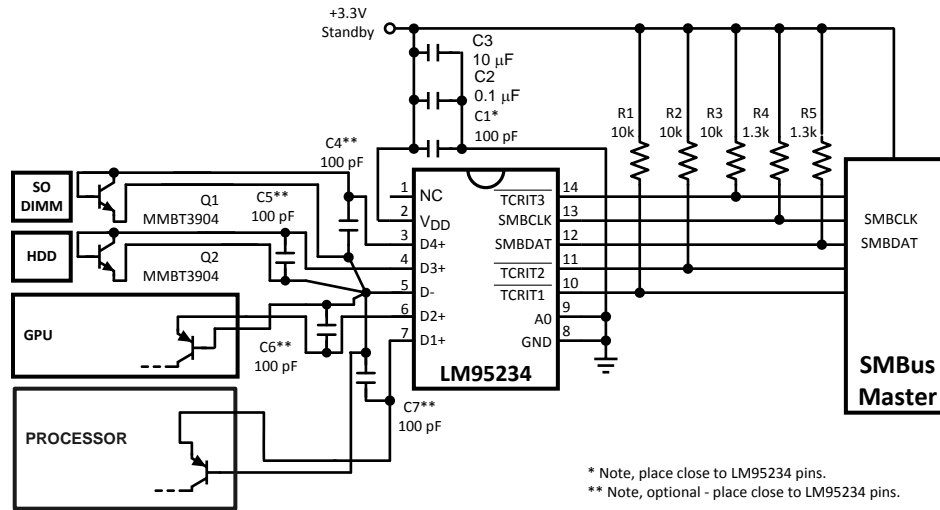 +3.3V
Standby
C3
10 μF
C2
0.1 μF
C1*
100 pF
R1
10k
R2
10k
R3
10k
R4
1.3k
R5
1.3k
C4**
100 pF
SO
DIMM
Q1
MMBT3904
C5**
100 pF
HDD
Q2
MMBT3904
GPU
C6**
100 pF
PROCESSOR
C7**
100 pF
1
NC
2
VDD
3
D4+
4
D3+
5
D-
6
D2+
7
D1+
14
TCRIT3
13
SMBCLK
12
SMBDAT
11
TCRIT2
10
TCRIT1
9
A0
8
GND
LM95234
SMBCLK
SMBDAT
SMBus
Master
* Note, place close to LM95234 pins.
** Note, optional - place close to LM95234 pins.